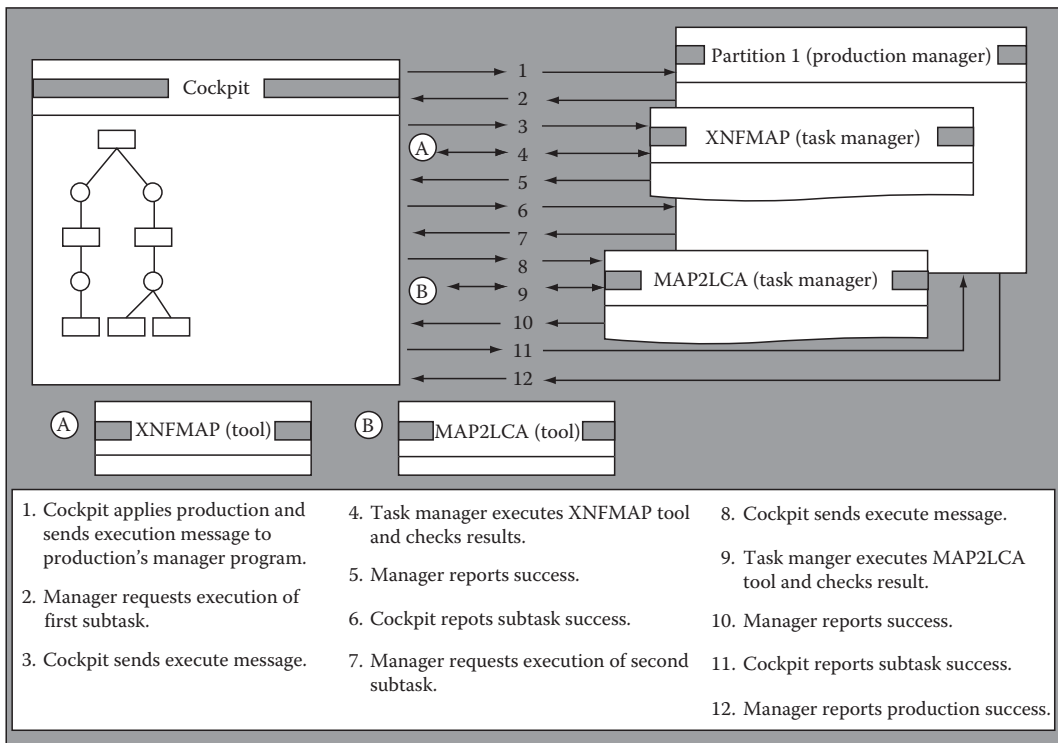 Cockpit
Partition 1 (production manager)
1
2
XNFMAP (task manager)
3
A
4
5
6
7
MAP2LCA (task manager)
8
B
9
10
11
12
A
XNFMAP (tool)
B
MAP2LCA (tool)
1. Cockpit applies production and
sends execution message to
production's manager program.
2. Manager requests execution of
first subtask.
3. Cockpit sends execute message.
4. Task manager executes XNFMAP tool
and checks results.
5. Manager reports success.
6. Cockpit repots subtask success.
7. Manager requests execution of second
subtask.
8. Cockpit sends execute message.
9. Task manger executes MAP2LCA
tool and checks result.
10. Manager reports success.
11. Cockpit reports subtask success.
12. Manager reports production success.